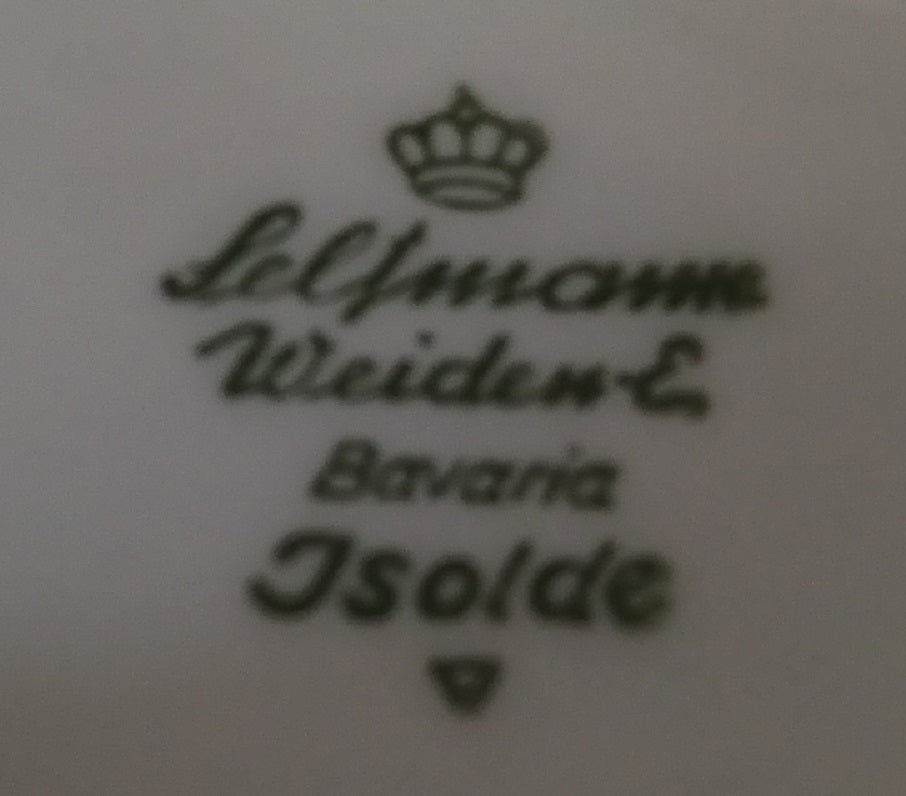 Seltmann
Weiden-E.
Bavaria
Isolde